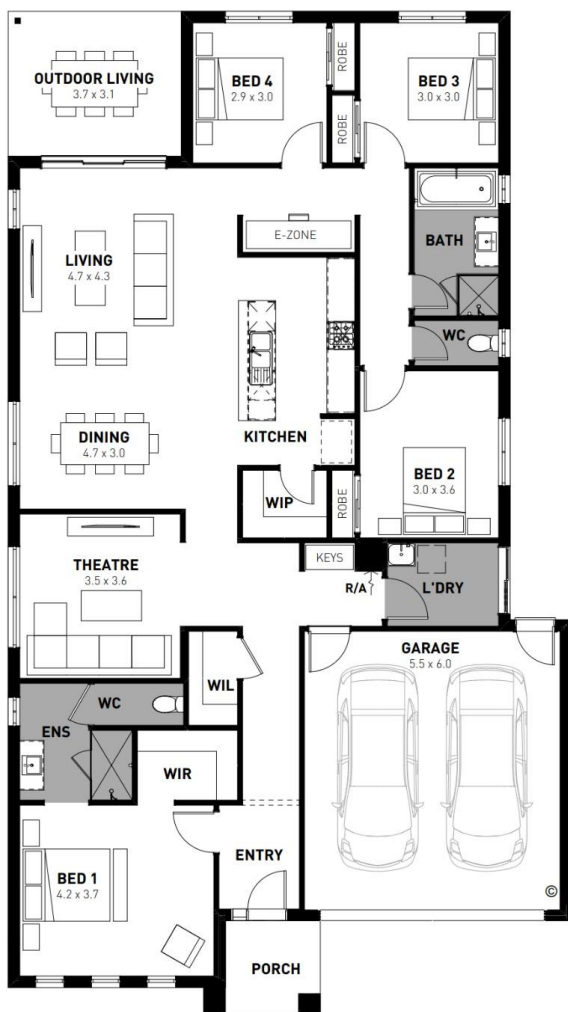 OUTDOOR LIVING
3.7 x 3.1
BED 4
2.9 x 3.0
ROBE
ROBE
BED 3
3.0 x 3.0
E-ZONE
BATH
LIVING
4.7 x 4.3
WC
KITCHEN
DINING
4.7 x 3.0
BED 2
3.0 x 3.6
WIP
ROBE
THEATRE
3.5 x 3.6
KEYS
R/A
L'DRY
GARAGE
5.5 x 6.0
WIL
WC
ENS
WIR
ENTRY
BED 1
4.2 x 3.7
©
PORCH